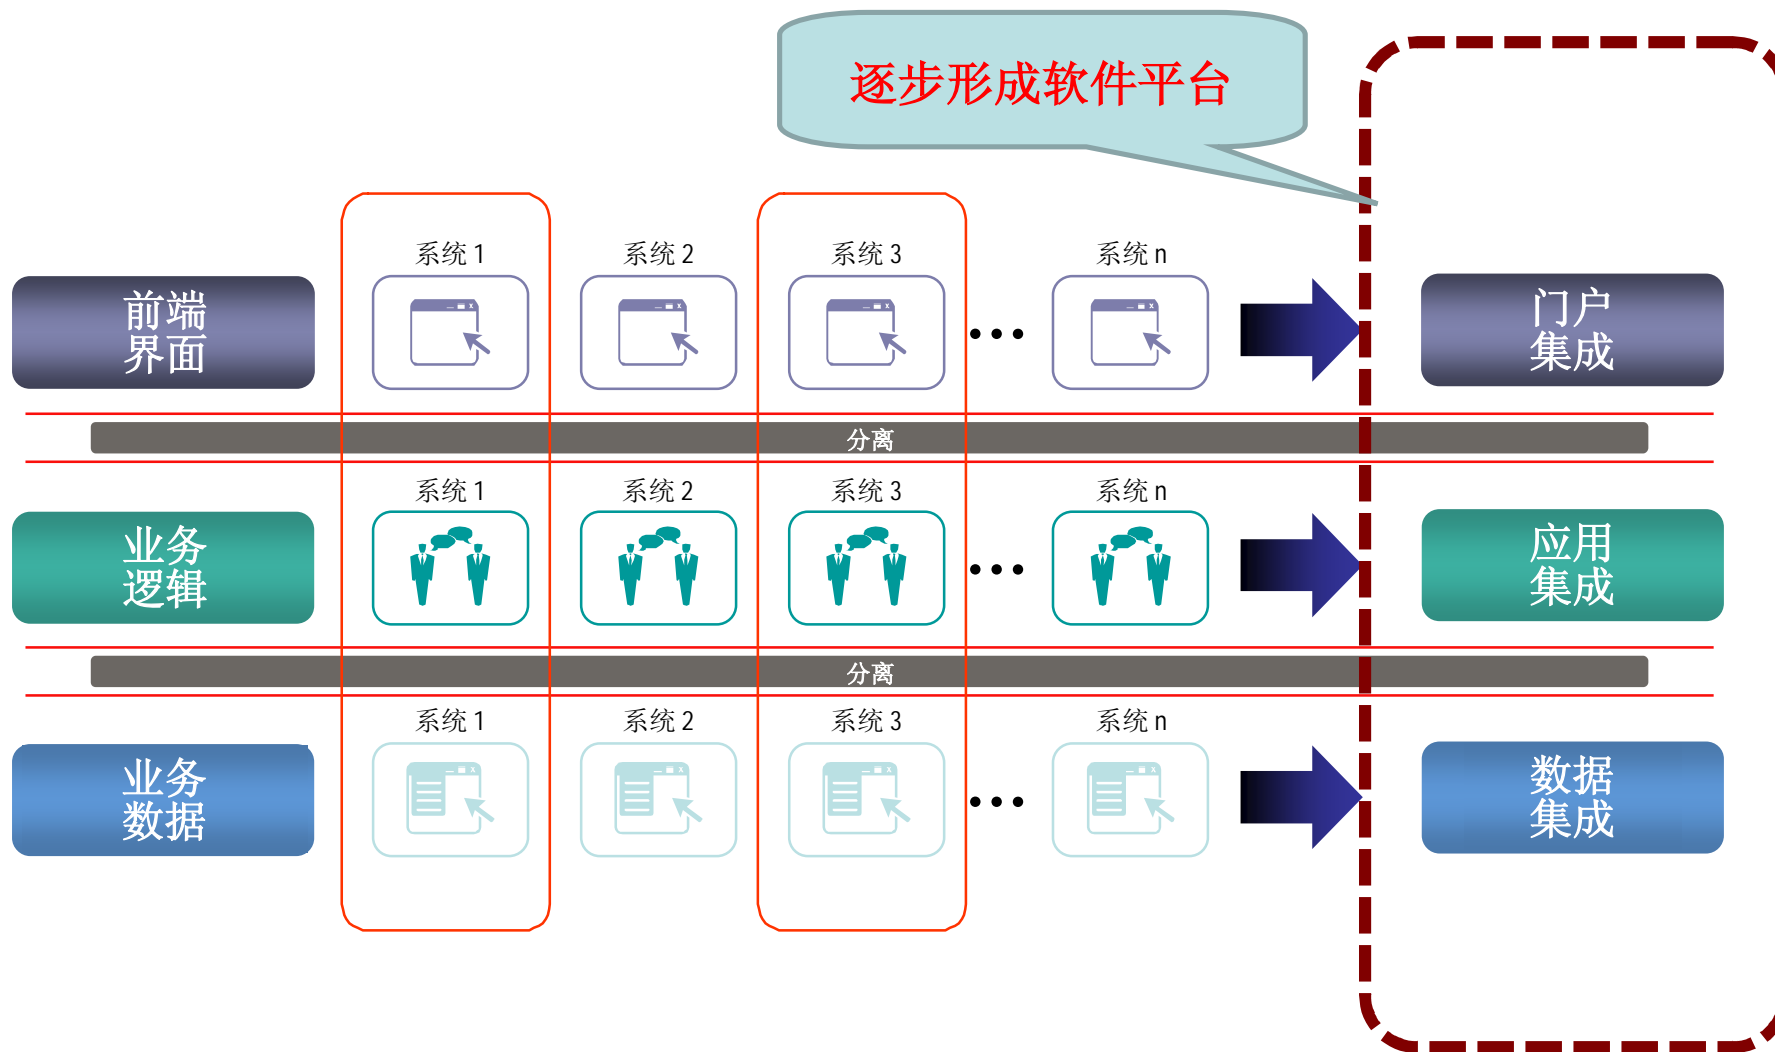 逐步形成软件平台
系统 1
系统 2
系统 3
系统 n
前端
界面
门户
集成
分离
系统 1
系统 2
系统 3
系统 n
业务
逻辑
应用
集成
分离
系统 1
系统 2
系统 3
系统 n
业务
数据
数据
集成